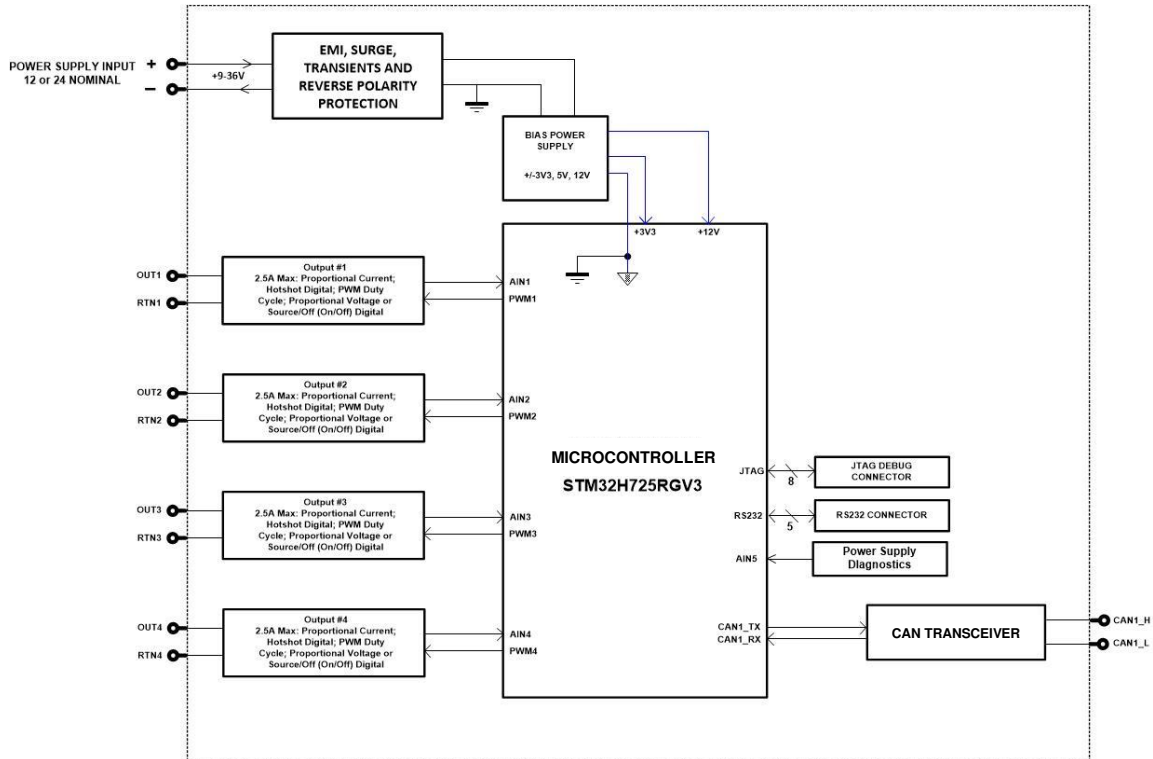 POWER SUPPLY INPUT
12 or 24 NOMINAL
+
−
+9-36V
EMI, SURGE,
TRANSIENTS AND
REVERSE POLARITY
PROTECTION
BIAS POWER
SUPPLY
+/-3V3, 5V, 12V
+3V3
+12V
OUT1
RTN1
Output #1
2.5A Max: Proportional Current;
Hotshot Digital; PWM Duty
Cycle; Proportional Voltage or
Source/Off (On/Off) Digital
AIN1
PWM1
OUT2
RTN2
Output #2
2.5A Max: Proportional Current;
Hotshot Digital; PWM Duty
Cycle; Proportional Voltage or
Source/Off (On/Off) Digital
AIN2
PWM2
OUT3
RTN3
Output #3
2.5A Max: Proportional Current;
Hotshot Digital; PWM Duty
Cycle; Proportional Voltage or
Source/Off (On/Off) Digital
AIN3
PWM3
OUT4
RTN4
Output #4
2.5A Max: Proportional Current;
Hotshot Digital; PWM Duty
Cycle; Proportional Voltage or
Source/Off (On/Off) Digital
AIN4
PWM4
MICROCONTROLLER
STM32H725RGV3
JTAG
8
JTAG DEBUG
CONNECTOR
RS232
5
RS232 CONNECTOR
AIN5
Power Supply
Diagnostics
CAN1_TX
CAN1_RX
CAN TRANSCEIVER
CAN1_H
CAN1_L